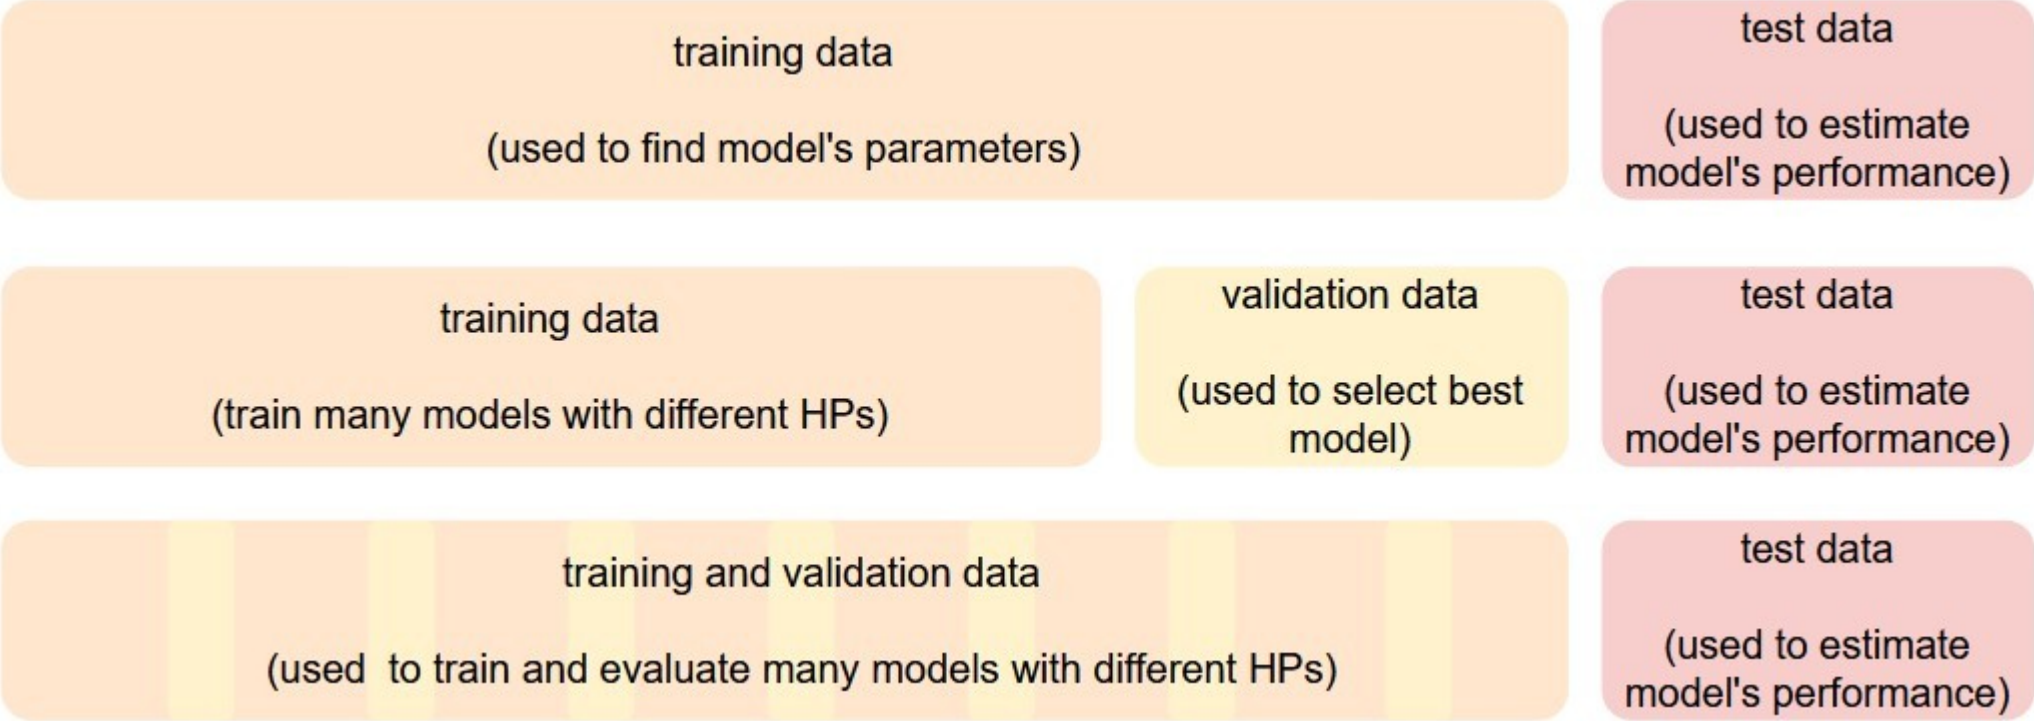 training data
(used to find model's parameters)
test data
(used to estimate
model's performance)
training data
(train many models with different HPs)
validation data
(used to select best
model)
test data
(used to estimate
model's performance)
training and validation data
(used  to train and evaluate many models with different HPs)
test data
(used to estimate
model's performance)